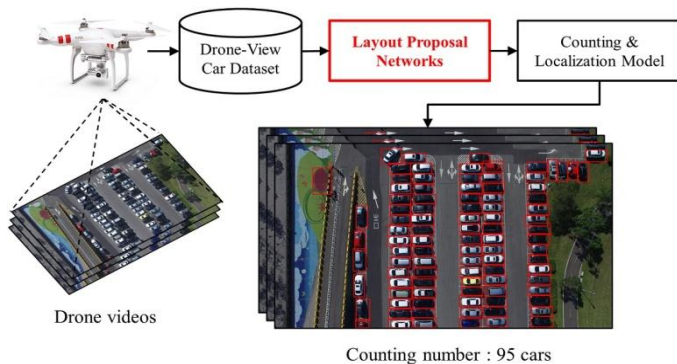 Drone-View
Car Dataset
Layout Proposal
Networks
Counting &
Localization Model
Drone videos
Counting number : 95 cars